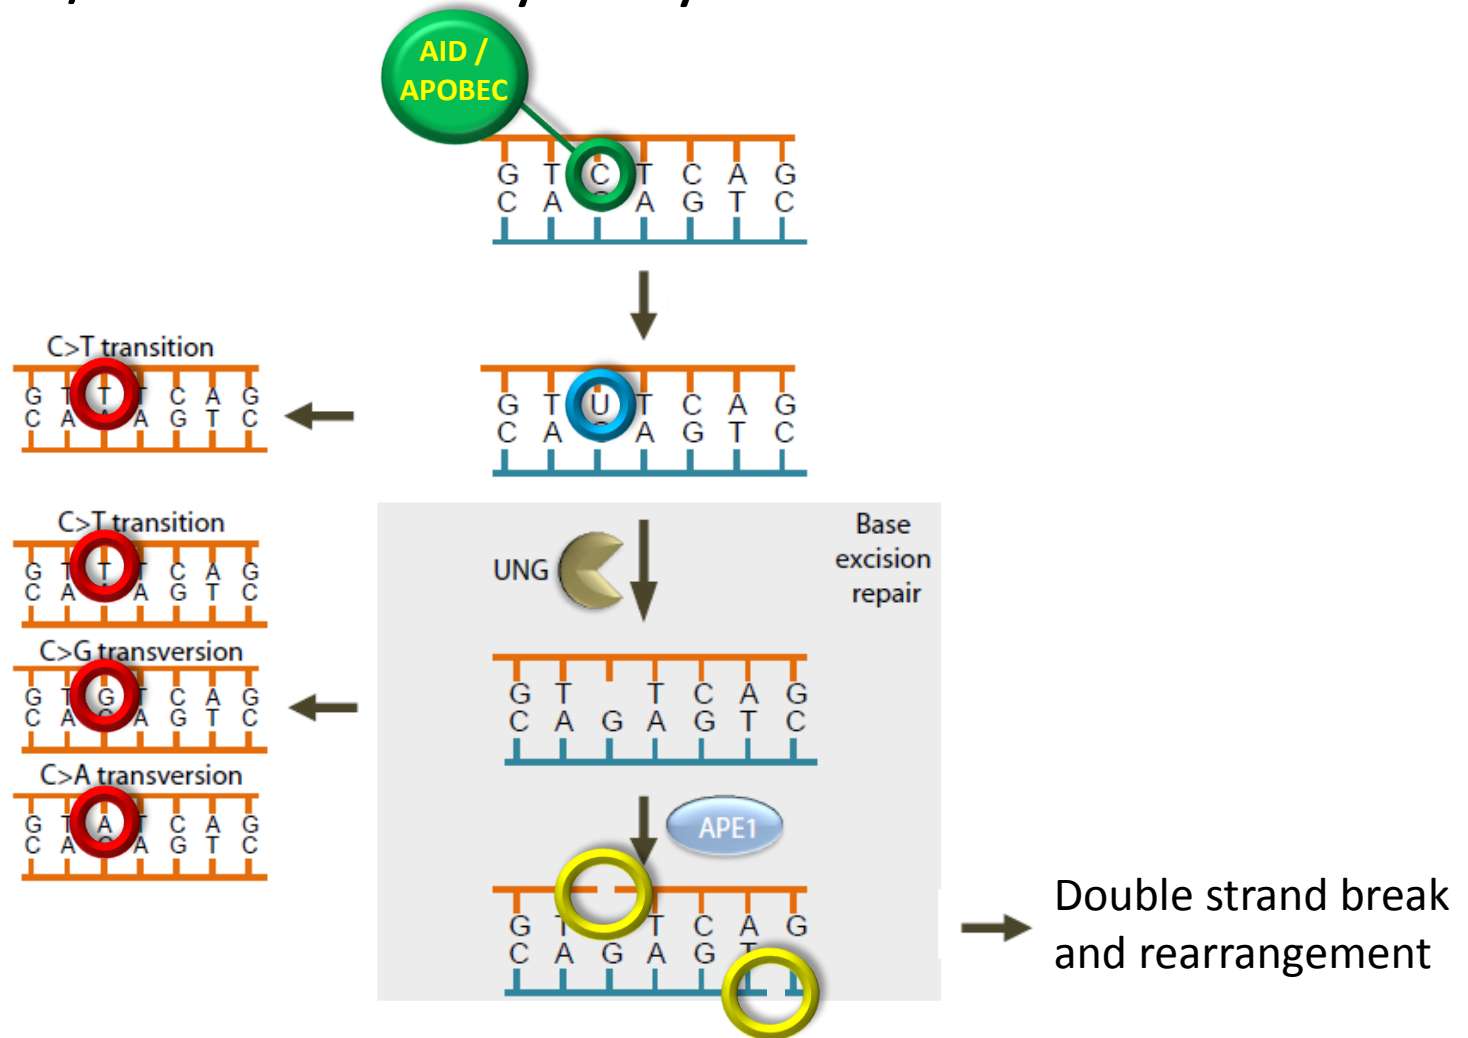 AID /
APOBEC
G T C T C A G
C A A G T C
C>T transition
G T T T C A G
C A A G T C
G T U T C A G
C A A G T C
C>T transition
G T T T C A G
C A A G T C
UNG
Base
excision
repair
C>G transversion
G T G T C A G
C A A G T C
G T T C A G
C A G A G T C
C>A transversion
G T A T C A G
C A A G T C
APE1
G T T C A G
C A G A G T
Double strand break
and rearrangement